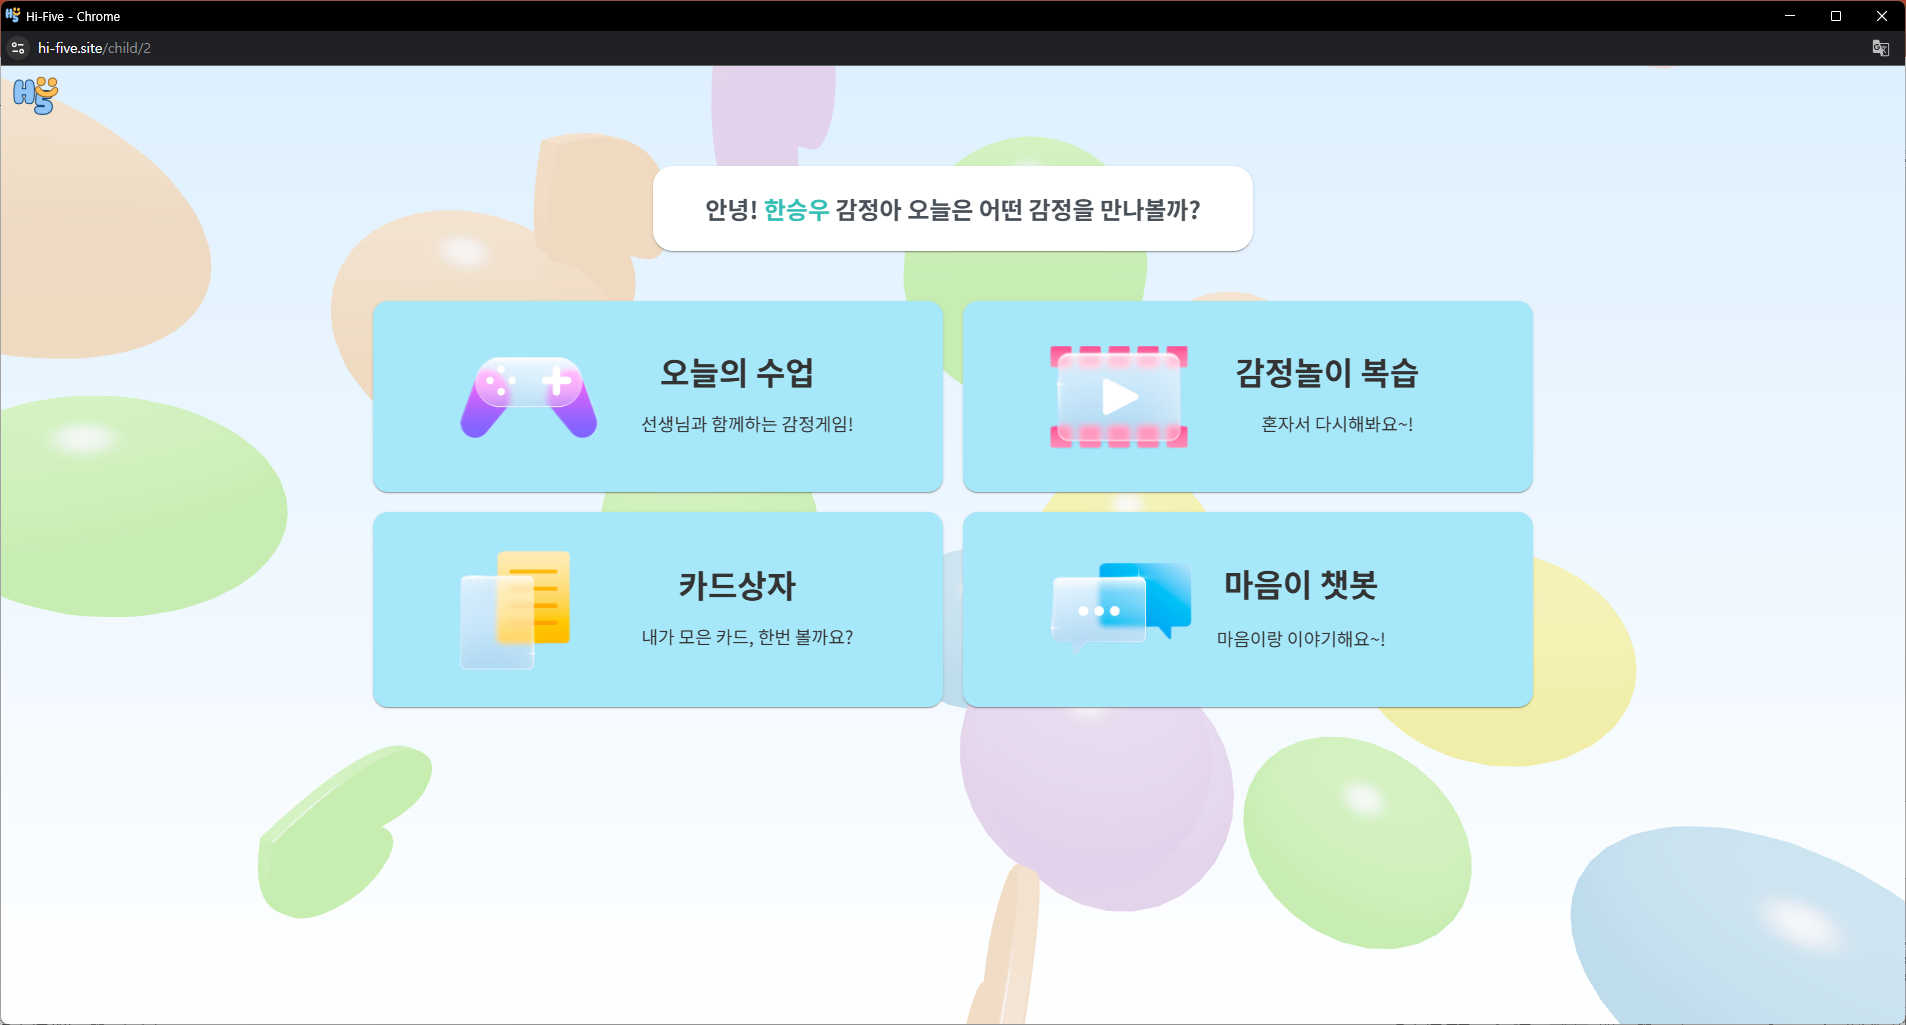 Hi-Five - Chrome
hi-five.site/child/2
Hi5
안녕! 한승우 감정아 오늘은 어떤 감정을 만나볼까?
오늘의 수업
선생님과 함께하는 감정게임!
감정놀이 복습
혼자서 다시해봐요~!
카드상자
내가 모은 카드, 한번 볼까요?
마음이 챗봇
마음이랑 이야기해요~!